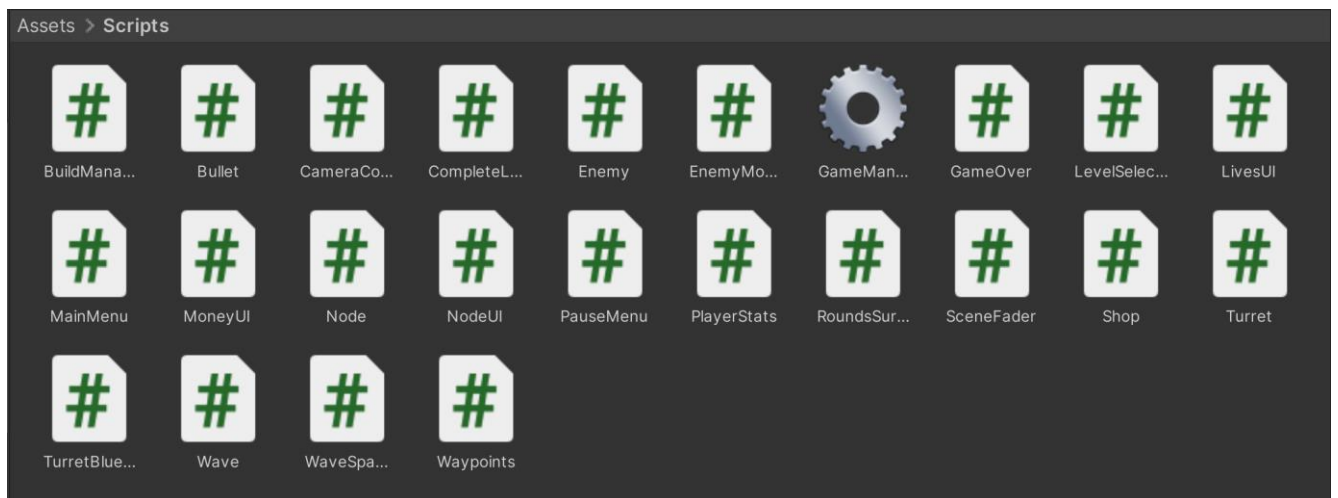 Assets > Scripts
BuildMana... Bullet CameraCo... CompleteL... Enemy EnemyMo... GameMan... GameOver LevelSelec... LivesUI
MainMenu MoneyUI Node NodeUI PauseMenu PlayerStats RoundsSur... SceneFader Shop Turret
TurretBlue... Wave WaveSpa... Waypoints